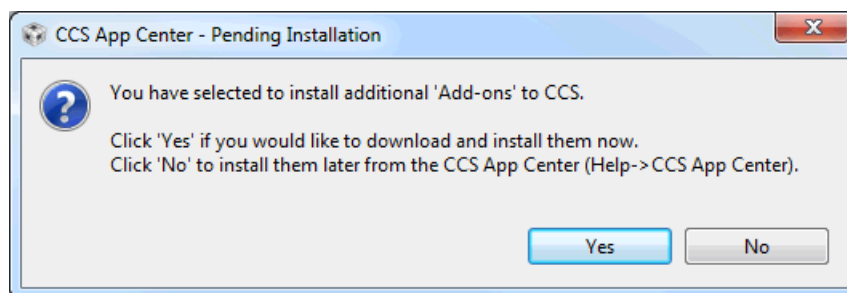 CCS App Center - Pending Installation
You have selected to install additional 'Add-ons' to CCS.
Click 'Yes' if you would like to download and install them now.
Click 'No' to install them later from the CCS App Center (Help->CCS App Center).
Yes
No